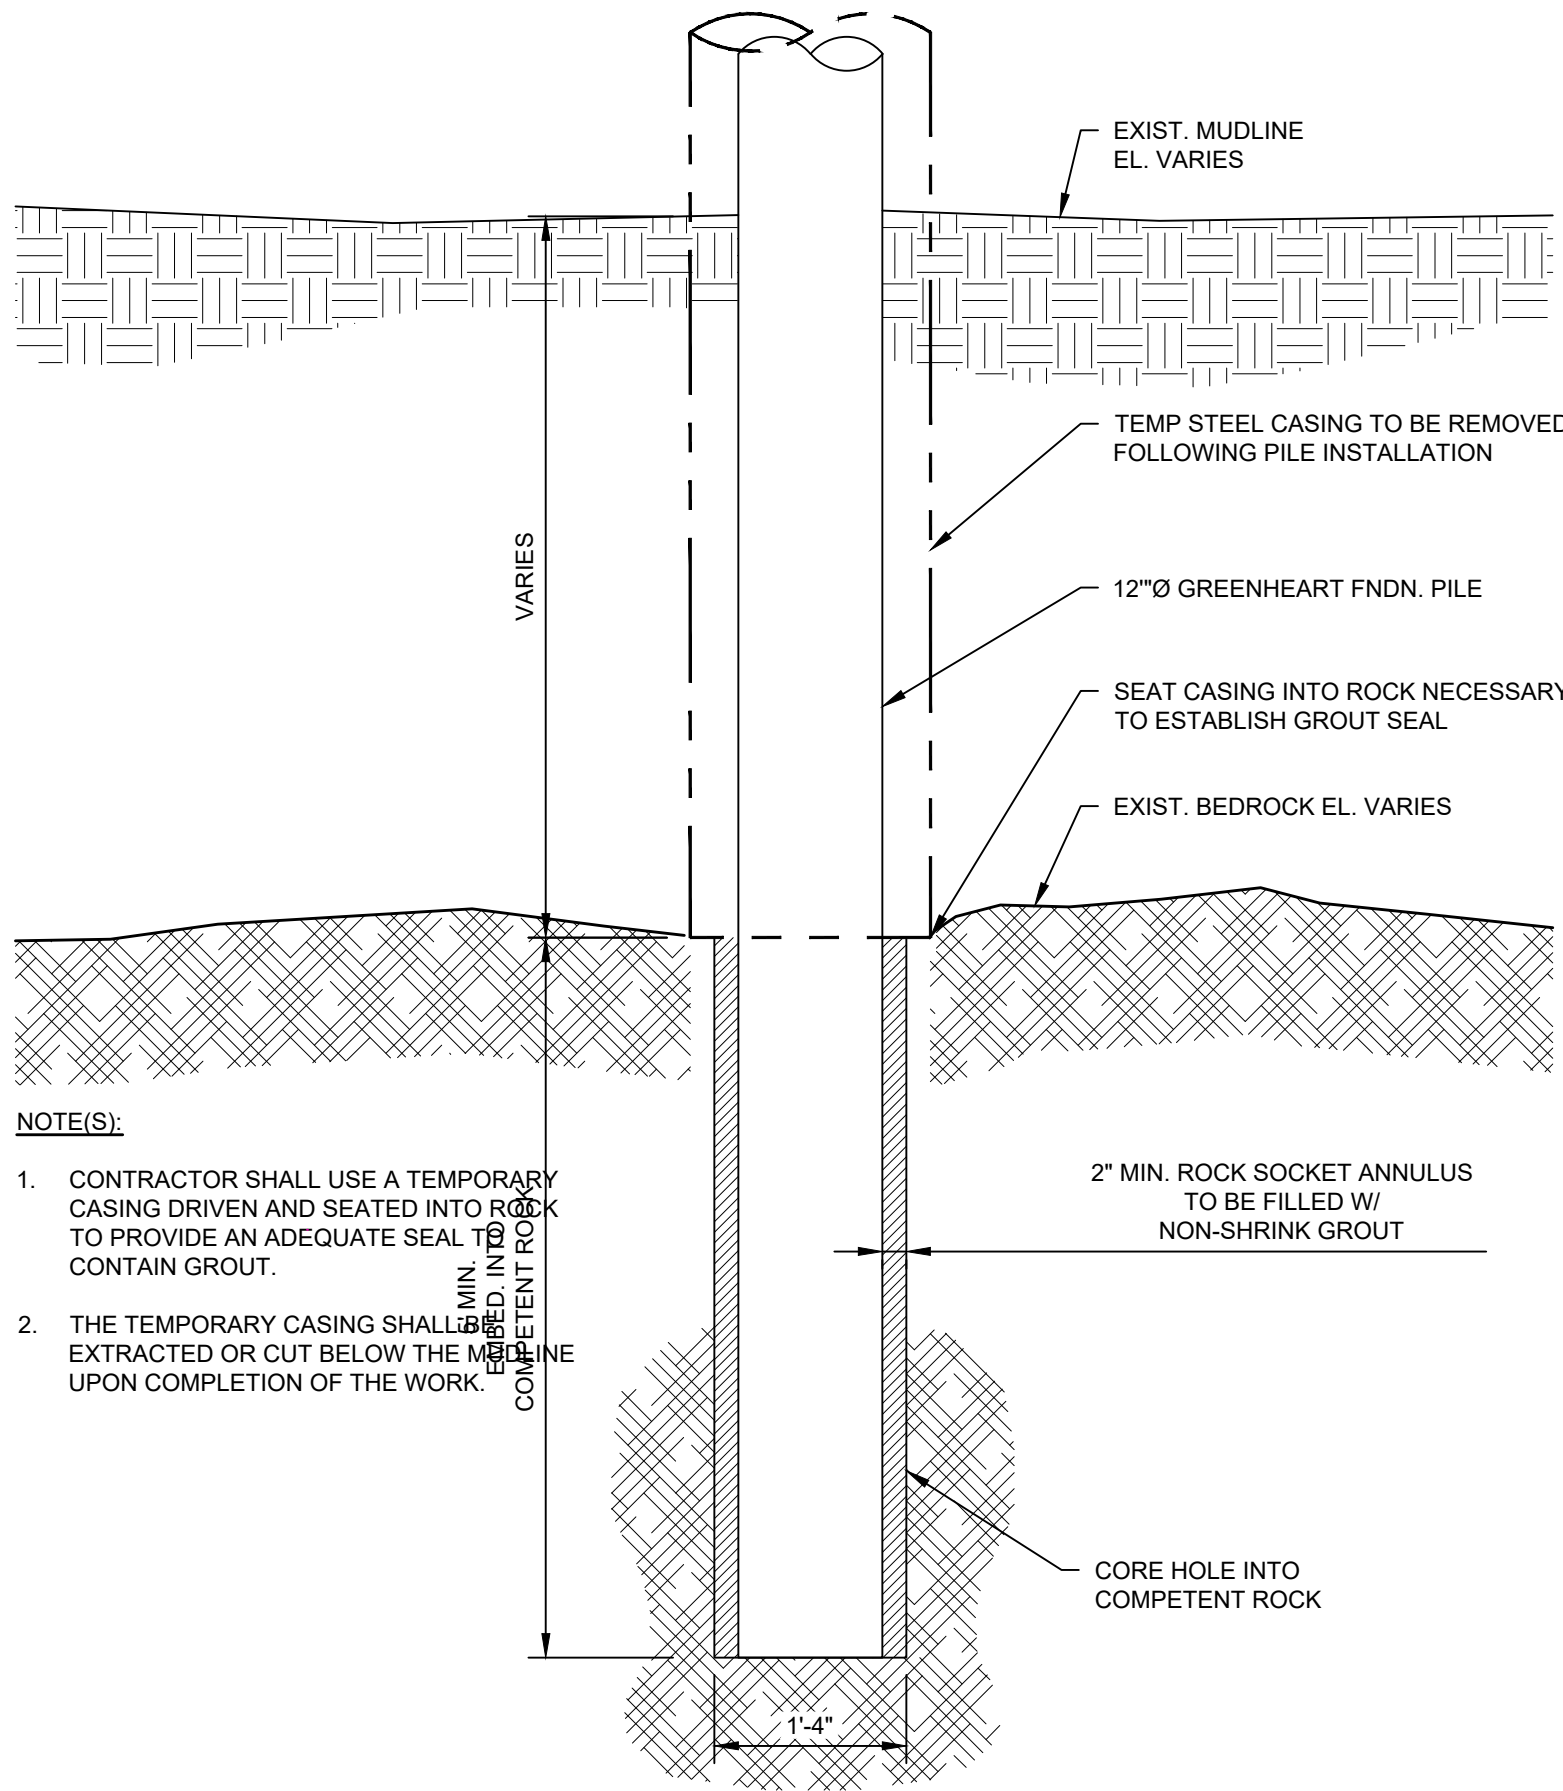 EXIST. MUDLINE
EL. VARIES
TEMP STEEL CASING TO BE REMOVED
FOLLOWING PILE INSTALLATION
VARIES
12'"Ø GREENHEART FNDN. PILE
SEAT CASING INTO ROCK NECESSARY
TO ESTABLISH GROUT SEAL
EXIST. BEDROCK EL. VARIES
NOTE(S):
1. CONTRACTOR SHALL USE A TEMPORARY
CASING DRIVEN AND SEATED INTO ROCK
TO PROVIDE AN ADEQUATE SEAL TO
CONTAIN GROUT.
2. THE TEMPORARY CASING SHALL BE
EXTRACTED OR CUT BELOW THE MUDLINE
UPON COMPLETION OF THE WORK.
MIN.
EMBED. INTO
COMPETENT ROCK
2" MIN. ROCK SOCKET ANNULUS
TO BE FILLED W/
NON-SHRINK GROUT
CORE HOLE INTO
COMPETENT ROCK
1'-4"